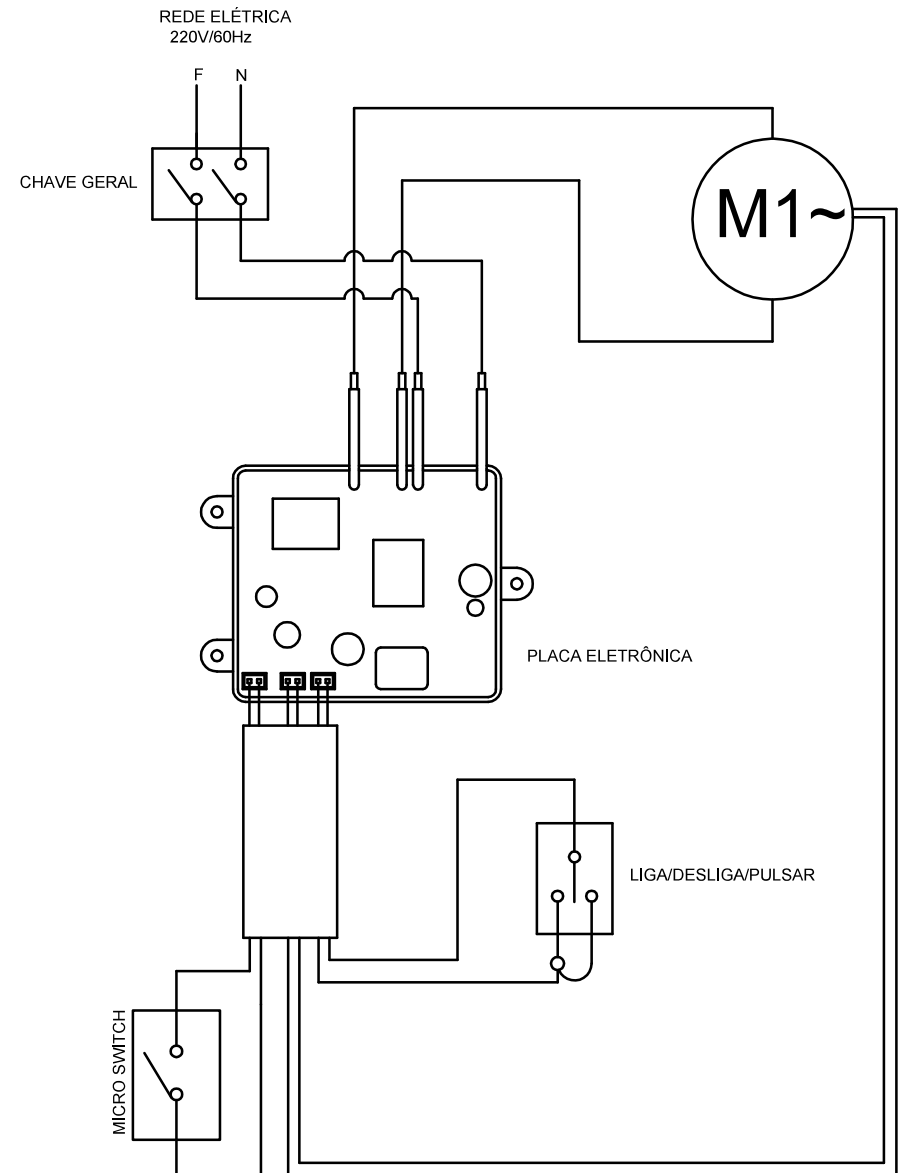 REDE ELÉTRICA
220V/60Hz
F N
CHAVE GERAL
M1~
PLACA ELETRÔNICA
LIGA/DESLIGA/PULSAR
MICRO SWITCH